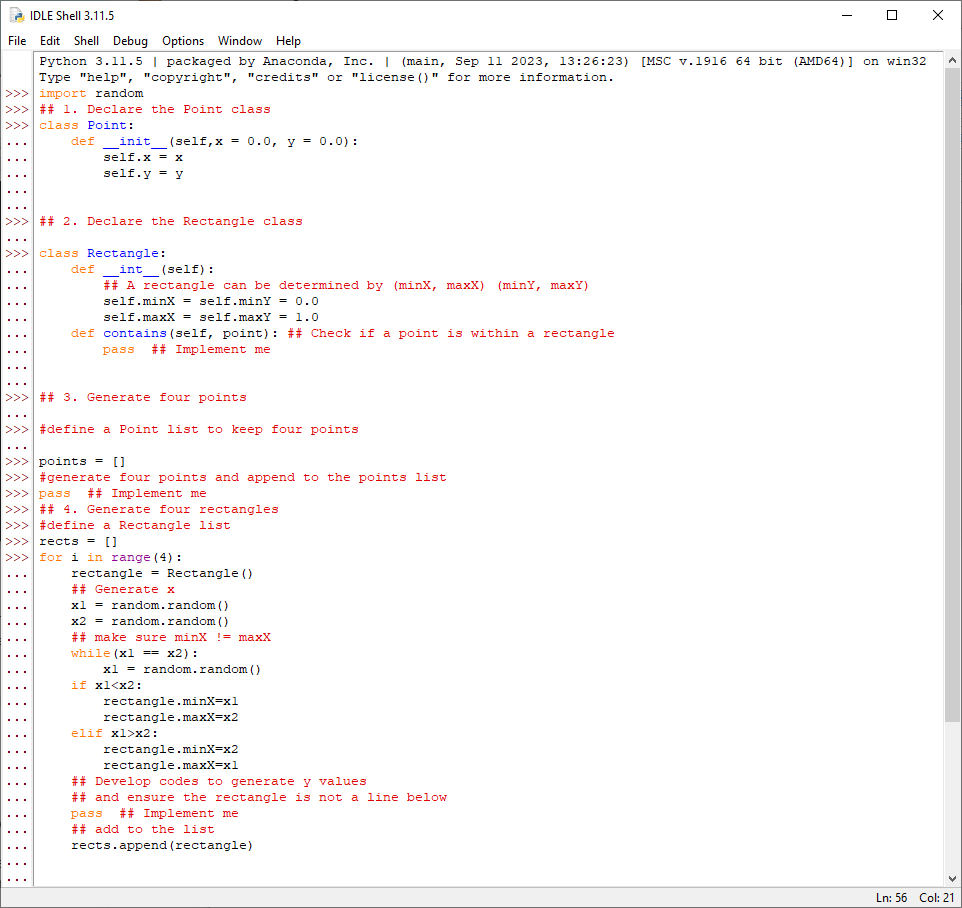 IDLE Shell 3.11.5
File Edit Shell Debug Options Window Help
Python 3.11.5 | packaged by Anaconda, Inc. | (main, Sep 11 2023, 13:26:23) [MSC v.1916 64 bit (AMD64)] on win32
Type "help", "copyright", "credits" or "license()" for more information.
>>> import random
>>> ## 1. Declare the Point class
>>> class Point:
...     def __init__(self,x = 0.0, y = 0.0):
...         self.x = x
...         self.y = y
...
...
>>> ## 2. Declare the Rectangle class
...
>>> class Rectangle:
...     def __int__(self):
...         ## A rectangle can be determined by (minX, maxX) (minY, maxY)
...         self.minX = self.minY = 0.0
...         self.maxX = self.maxY = 1.0
...     def contains(self, point): ## Check if a point is within a rectangle
...         pass  ## Implement me
...
...
>>> ## 3. Generate four points
...
>>> #define a Point list to keep four points
...
>>> points = []
>>> #generate four points and append to the points list
>>> pass  ## Implement me
>>> ## 4. Generate four rectangles
>>> #define a Rectangle list
>>> rects = []
>>> for i in range(4):
...     rectangle = Rectangle()
...     ## Generate x
...     x1 = random.random()
...     x2 = random.random()
...     ## make sure minX != maxX
...     while(x1 == x2):
...         x1 = random.random()
...     if x1<x2:
...         rectangle.minX=x1
...         rectangle.maxX=x2
...     elif x1>x2:
...         rectangle.minX=x2
...         rectangle.maxX=x1
...     ## Develop codes to generate y values
...     ## and ensure the rectangle is not a line below
...     pass  ## Implement me
...     ## add to the list
...     rects.append(rectangle)
...
...
Ln: 56 Col: 21